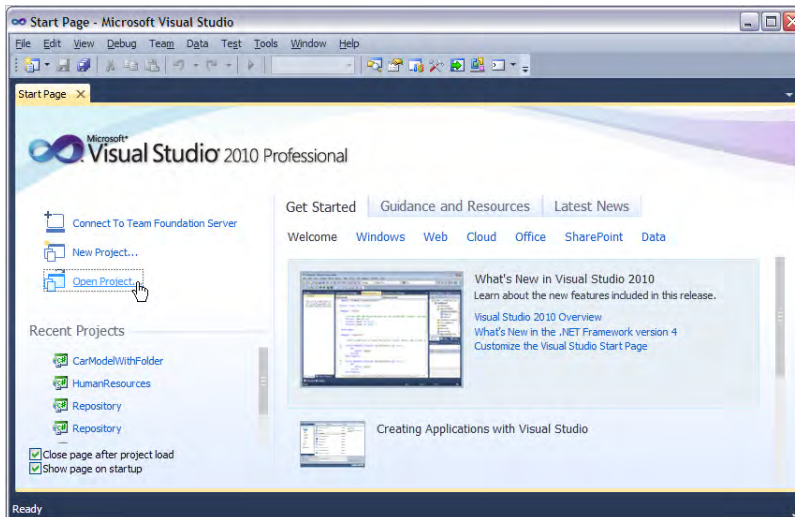 Start Page - Microsoft Visual Studio
File Edit View Debug Team Data Test Tools Window Help
Start Page
Microsoft
Visual Studio 2010 Professional
Connect To Team Foundation Server
New Project...
Open Project...
Recent Projects
CarModelWithFolder
HumanResources
Repository
Repository
Close page after project load
Show page on startup
Get Started Guidance and Resources Latest News
Welcome Windows Web Cloud Office SharePoint Data
What's New in Visual Studio 2010
Learn about the new features included in this release.
Visual Studio 2010 Overview
What's New in the .NET Framework version 4
Customize the Visual Studio Start Page
Creating Applications with Visual Studio
Ready